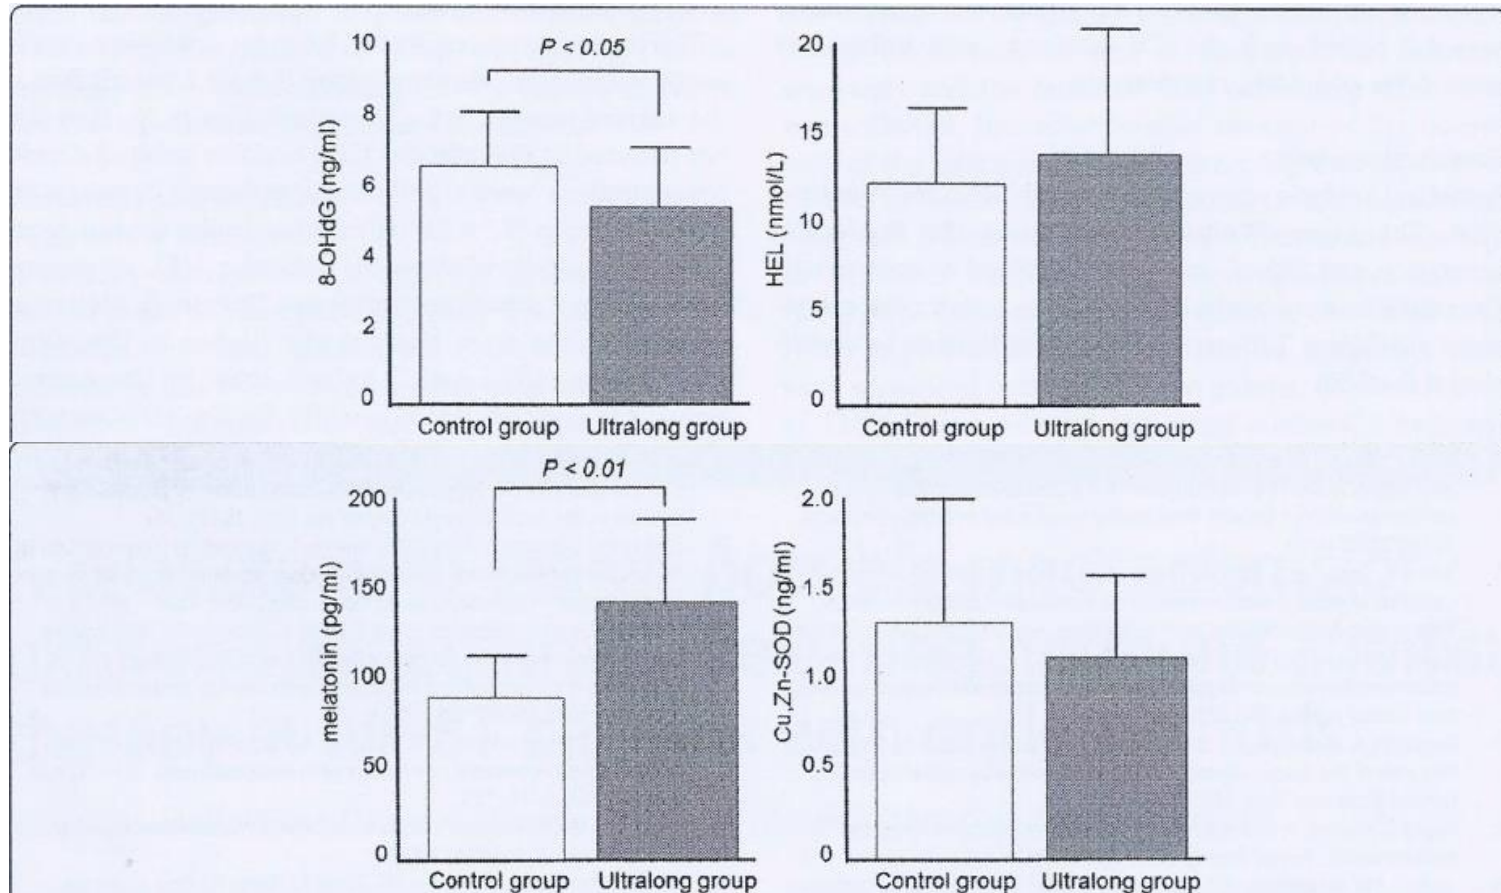 P < 0.05
8-OHdG (ng/ml)
10
8
6
4
2
0
Control group
Ultralong group
HEL (nmol/L)
20
15
10
5
0
Control group
Ultralong group
P < 0.01
melatonin (pg/ml)
200
150
100
50
0
Control group
Ultralong group
Cu,Zn-SOD (ng/ml)
2.0
1.5
1.0
0.5
0
Control group
Ultralong group